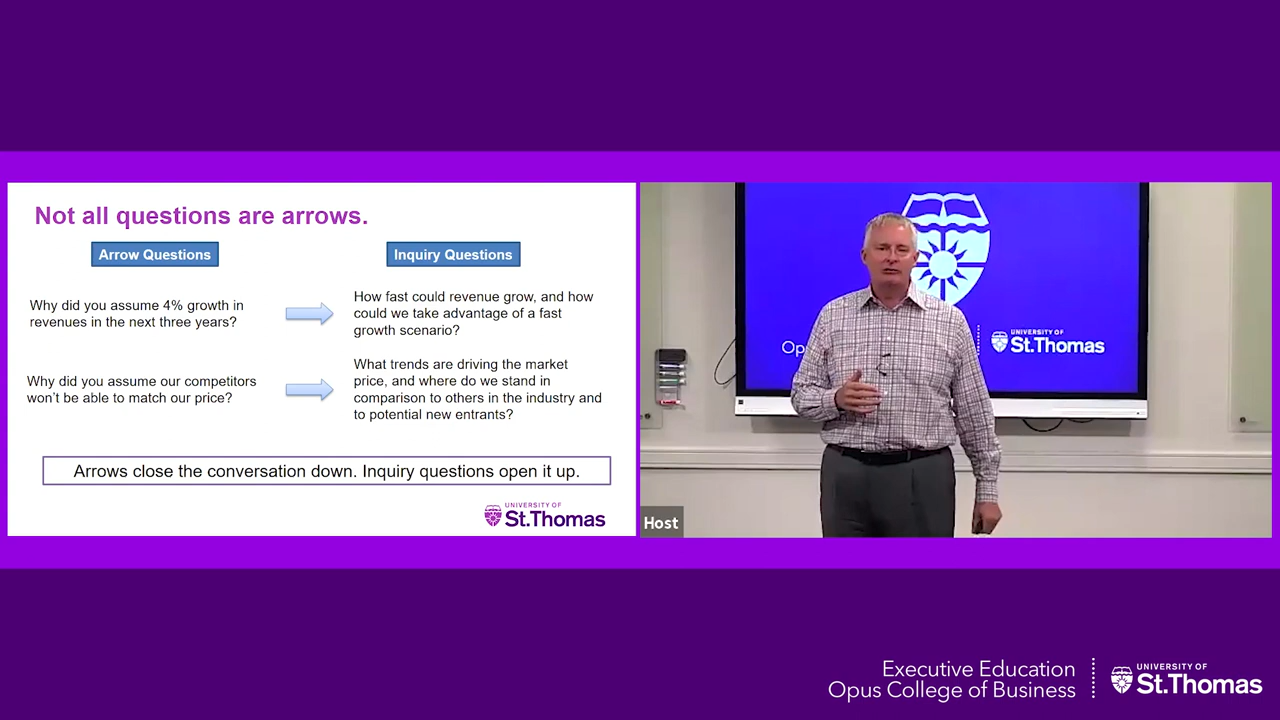 Not all questions are arrows.
Arrow Questions
Inquiry Questions
Why did you assume 4% growth in
revenues in the next three years?
How fast could revenue grow, and how
could we take advantage of a fast
growth scenario?
Why did you assume our competitors
won't be able to match our price?
What trends are driving the market
price, and where do we stand in
comparison to others in the industry and
to potential new entrants?
Arrows close the conversation down. Inquiry questions open it up.
UNIVERSITY OF
St.Thomas
Op
UNIVERSITY OF
St.Thomas
Host
Executive Education
Opus College of Business
UNIVERSITY OF
St.Thomas